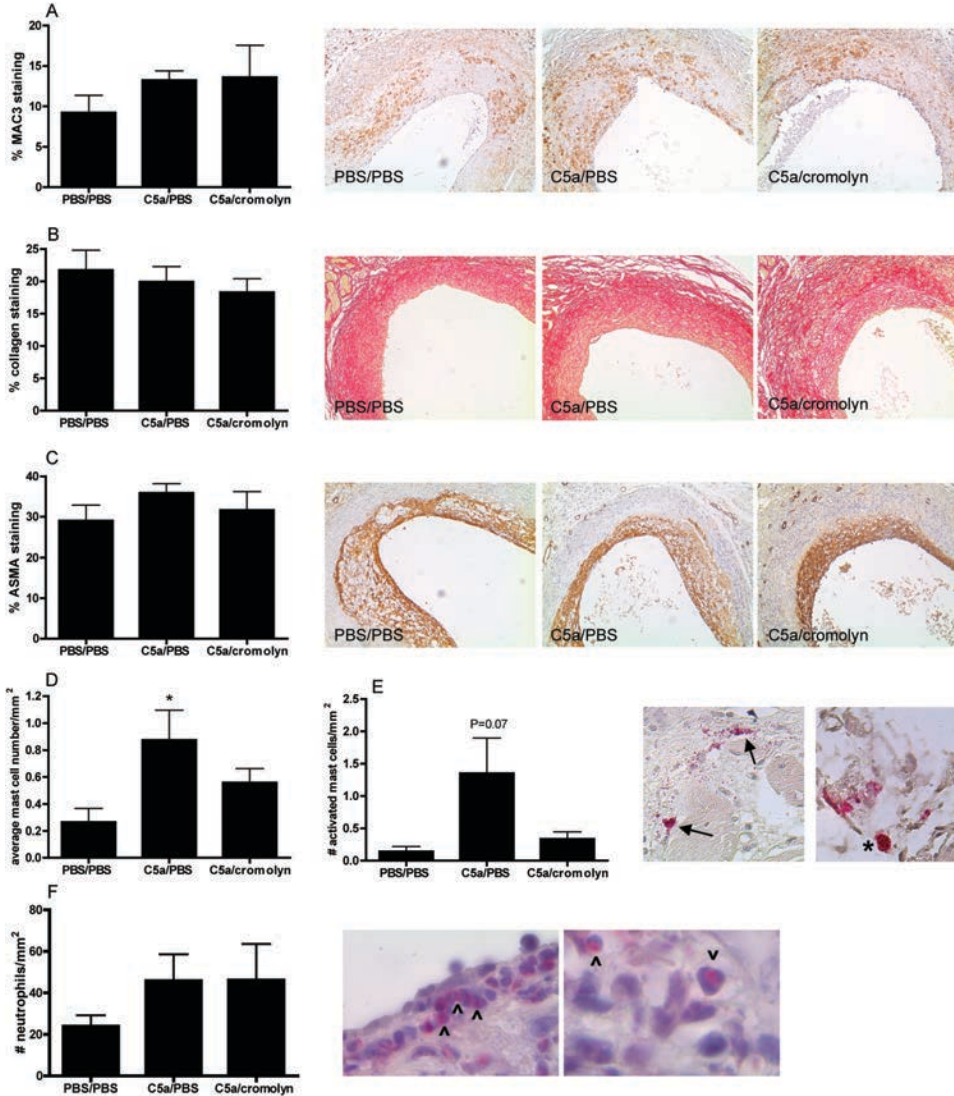 A
% MAC3 staining
20
15
10
5
0
PBS/PBS C5a/PBS C5a/cromolyn
PBS/PBS
C5a/PBS
C5a/cromolyn
B
% collagen staining
25
20
15
10
5
0
PBS/PBS C5a/PBS C5a/cromolyn
PBS/PBS
C5a/PBS
C5a/cromolyn
C
% ASMA staining
40
30
20
10
0
PBS/PBS C5a/PBS C5a/cromolyn
PBS/PBS
C5a/PBS
C5a/cromolyn
D
average mast cell number/mm²
1.2
1.0
0.8
0.6
0.4
0.2
0.0
*
PBS/PBS C5a/PBS C5a/cromolyn
E
# activated mast cells/mm²
2.5
2.0
1.5
1.0
0.5
0.0
P=0.07
PBS/PBS C5a/PBS C5a/cromolyn
*
F
# neutrophils/mm²
80
60
40
20
0
PBS/PBS C5a/PBS C5a/cromolyn